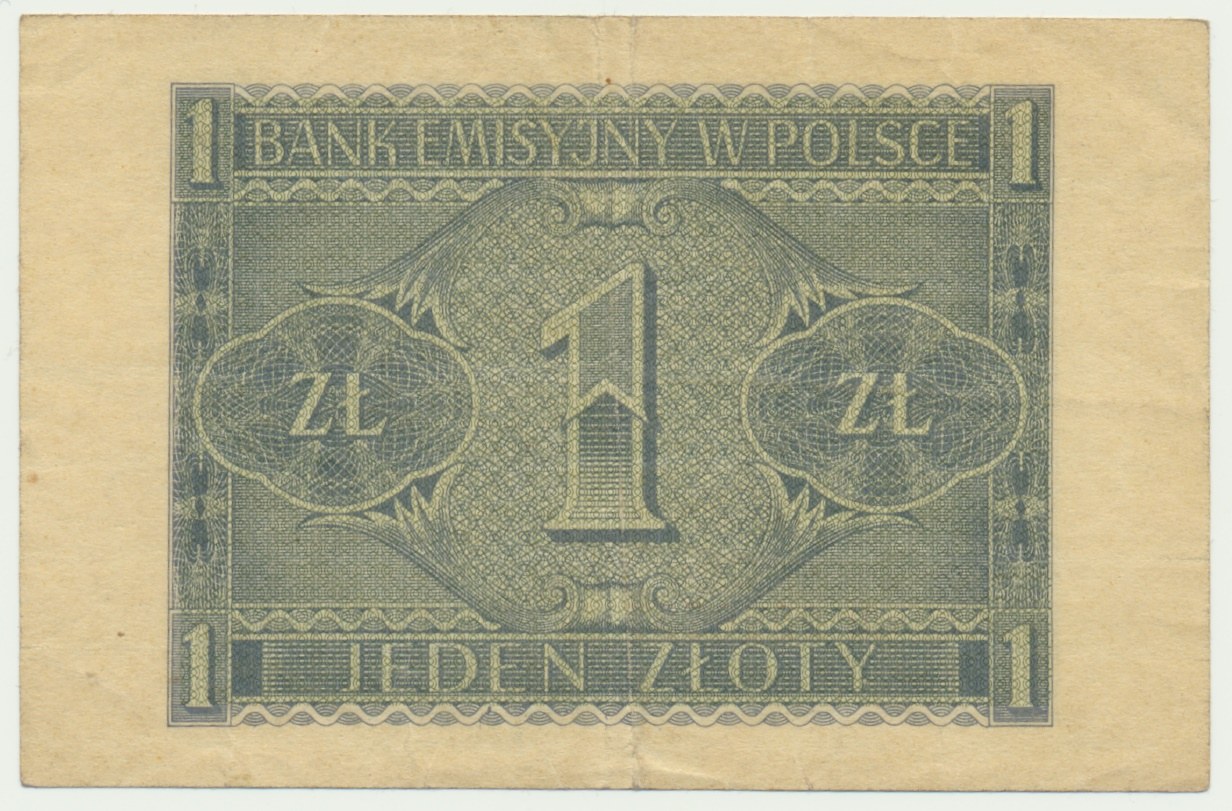 1 BANK EMISYJNY W POLSCE 1
1
ZŁ ZŁ
1 JEDEN ZŁOTY 1